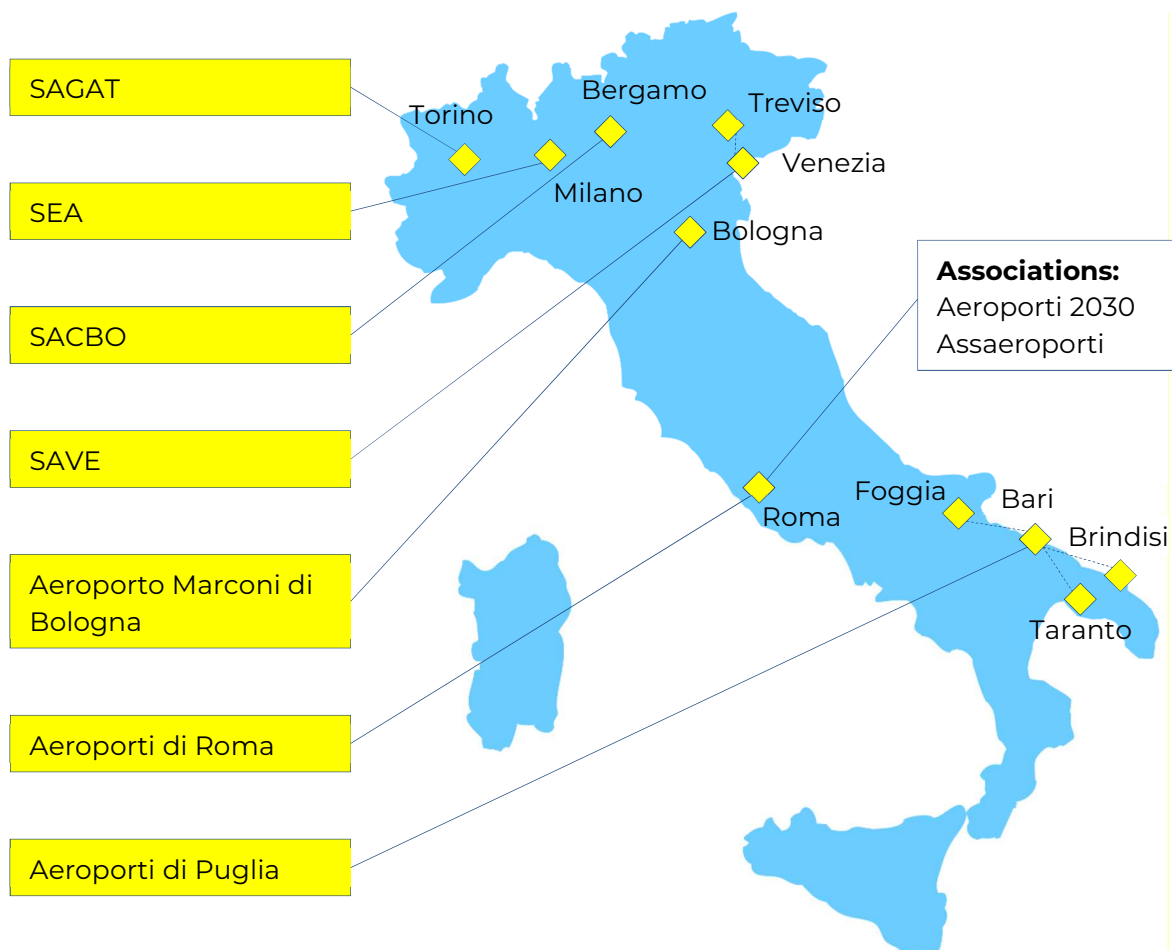 SAGAT
SEA
SACBO
SAVE
Aeroporto Marconi di
Bologna
Aeroporti di Roma
Aeroporti di Puglia
Torino
Bergamo
Treviso
Milano
Venezia
Bologna
Associations:
Aeroporti 2030
Assaeroporti
Roma
Foggia
Bari
Brindisi
Taranto